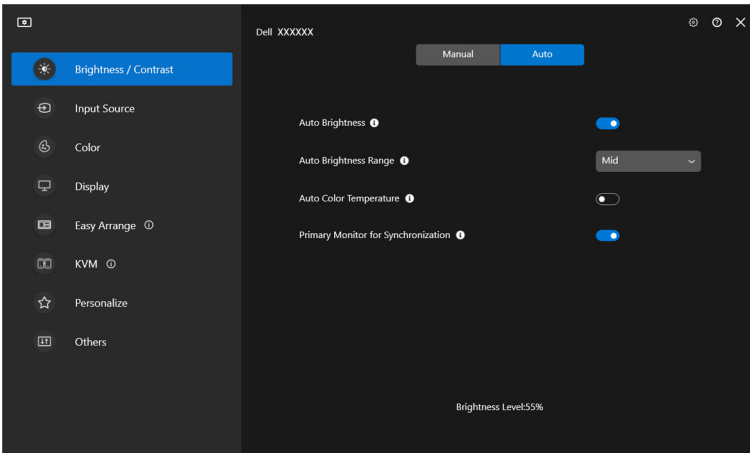 Dell XXXXXX
Manual Auto
Brightness / Contrast
Input Source
Color
Display
Easy Arrange
KVM
Personalize
Others
Auto Brightness
Auto Brightness Range Mid
Auto Color Temperature
Primary Monitor for Synchronization
Brightness Level:55%